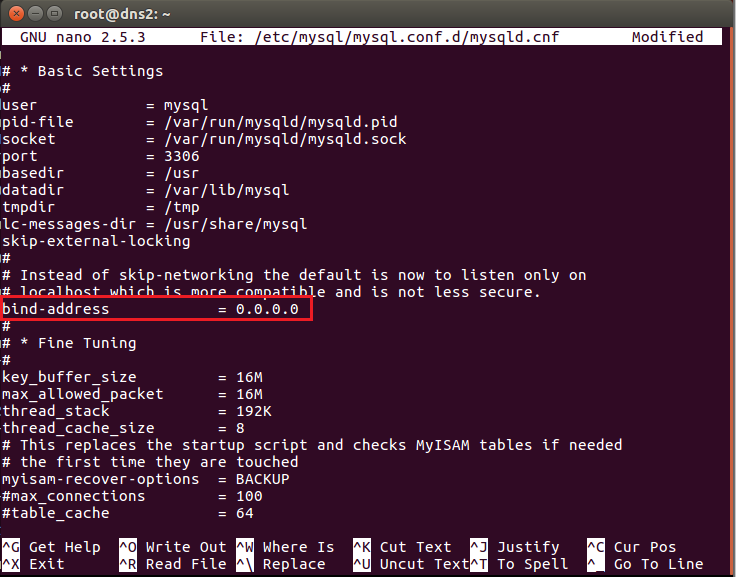 root@dns2: ~
GNU nano 2.5.3 File: /etc/mysql/mysql.conf.d/mysqld.cnf Modified
# * Basic Settings
#
user = mysql
pid-file = /var/run/mysqld/mysqld.pid
socket = /var/run/mysqld/mysqld.sock
port = 3306
basedir = /usr
datadir = /var/lib/mysql
tmpdir = /tmp
lc-messages-dir = /usr/share/mysql
skip-external-locking
#
# Instead of skip-networking the default is now to listen only on
# localhost which is more compatible and is not less secure.
bind-address = 0.0.0.0
#
# * Fine Tuning
#
key_buffer_size = 16M
max_allowed_packet = 16M
thread_stack = 192K
thread_cache_size = 8
# This replaces the startup script and checks MyISAM tables if needed
# the first time they are touched
myisam-recover-options = BACKUP
#max_connections = 100
#table_cache = 64
^G Get Help ^O Write Out ^W Where Is ^K Cut Text ^J Justify ^C Cur Pos
^X Exit ^R Read File ^\ Replace ^U Uncut Text ^T To Spell ^_ Go To Line